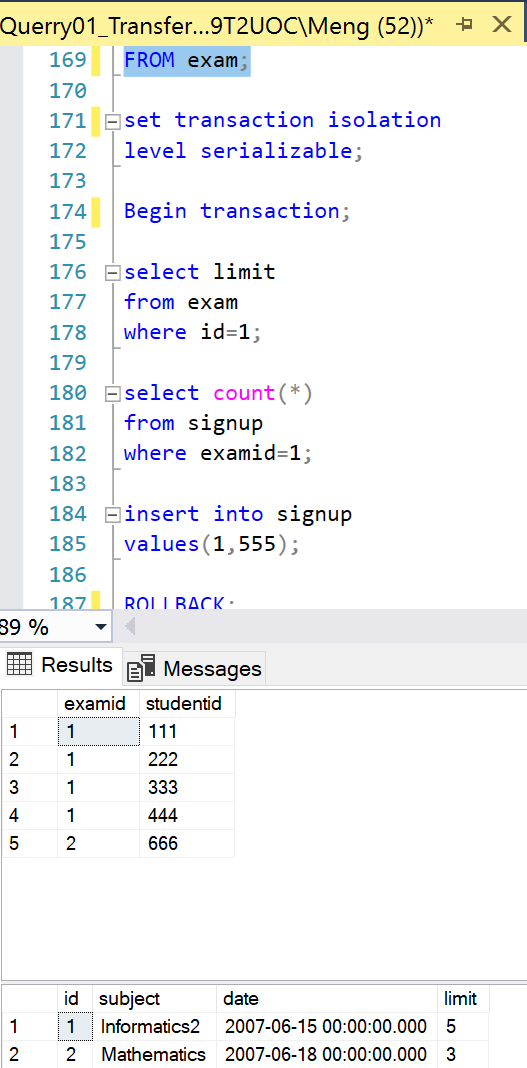 Querry01_Transfer...9T2UOC\Meng (52))*
169 FROM exam;
170
171 set transaction isolation
172 level serializable;
173
174 Begin transaction;
175
176 select limit
177 from exam
178 where id=1;
179
180 select count(*)
181 from signup
182 where examid=1;
183
184 insert into signup
185 values(1,555);
186
187 ROLLBACK;
89 %
Results Messages
examid studentid
1 1 111
2 1 222
3 1 333
4 1 444
5 2 666
id subject date limit
1 1 Informatics2 2007-06-15 00:00:00.000 5
2 2 Mathematics 2007-06-18 00:00:00.000 3